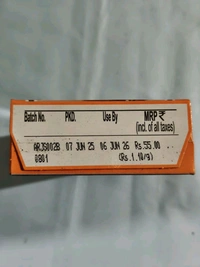 Batch No. PKD. Use By MRP ₹
(incl. of all taxes)
ARJS002B 07 JUN 25 06 JUN 26 Rs.55.00
0801 (Rs.1.10/g)